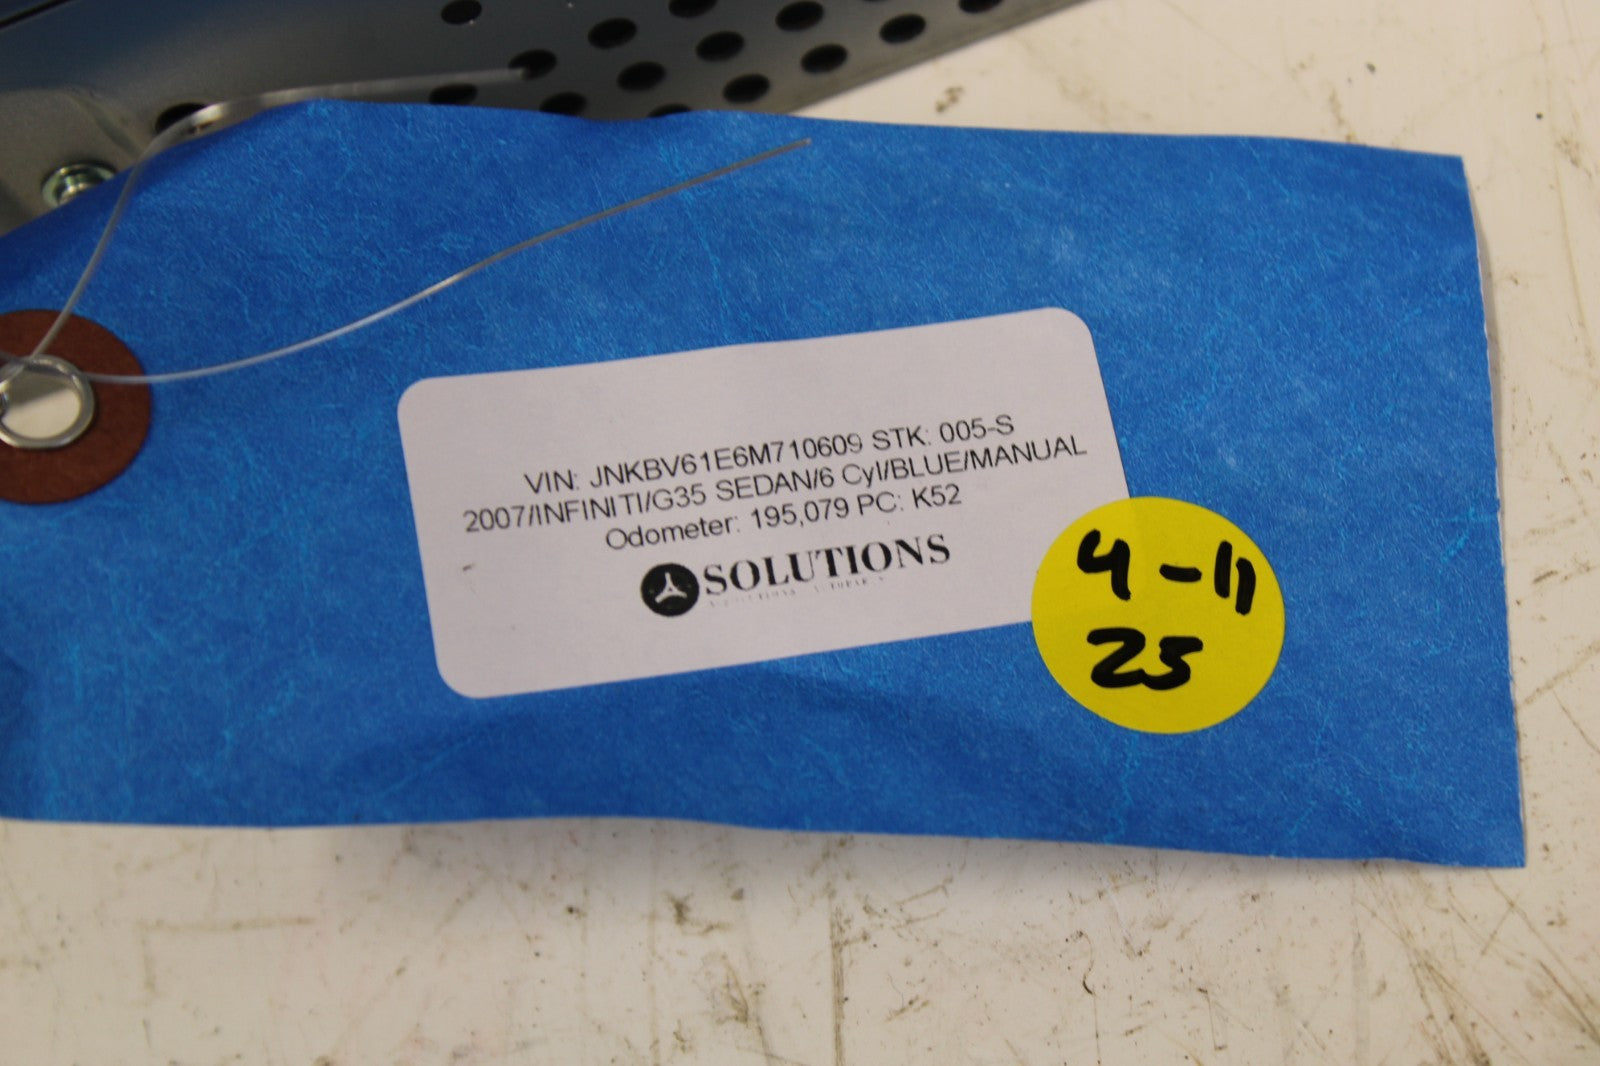 VIN: JNKBV61E6M710609 STK: 005-S
2007/INFINITI/G35 SEDAN/6 Cyl/BLUE/MANUAL
Odometer: 195,079 PC: K52
SOLUTIONS
4-11
25